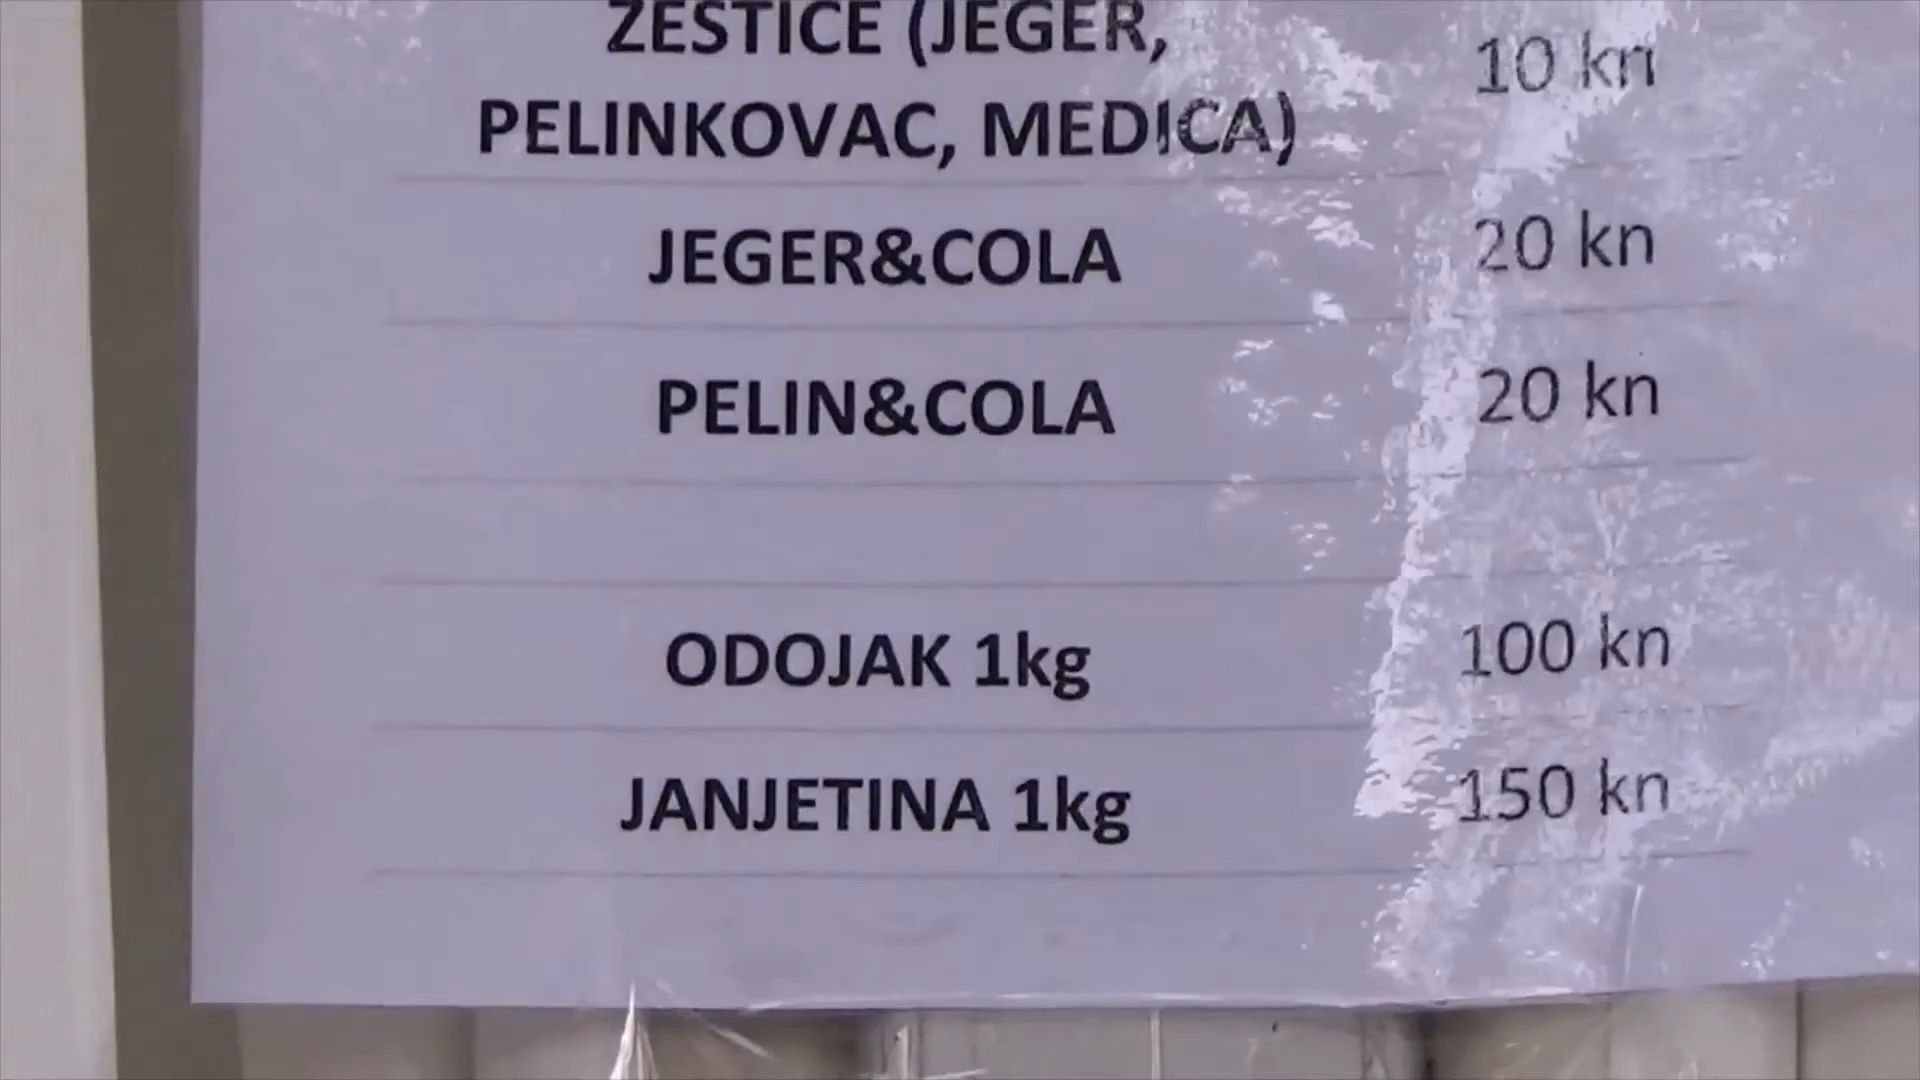 ŽESTICE (JEGER,
PELINKOVAC, MEDICA) 10 kn
JEGER&COLA 20 kn
PELIN&COLA 20 kn
ODOJAK 1kg 100 kn
JANJETINA 1kg 150 kn